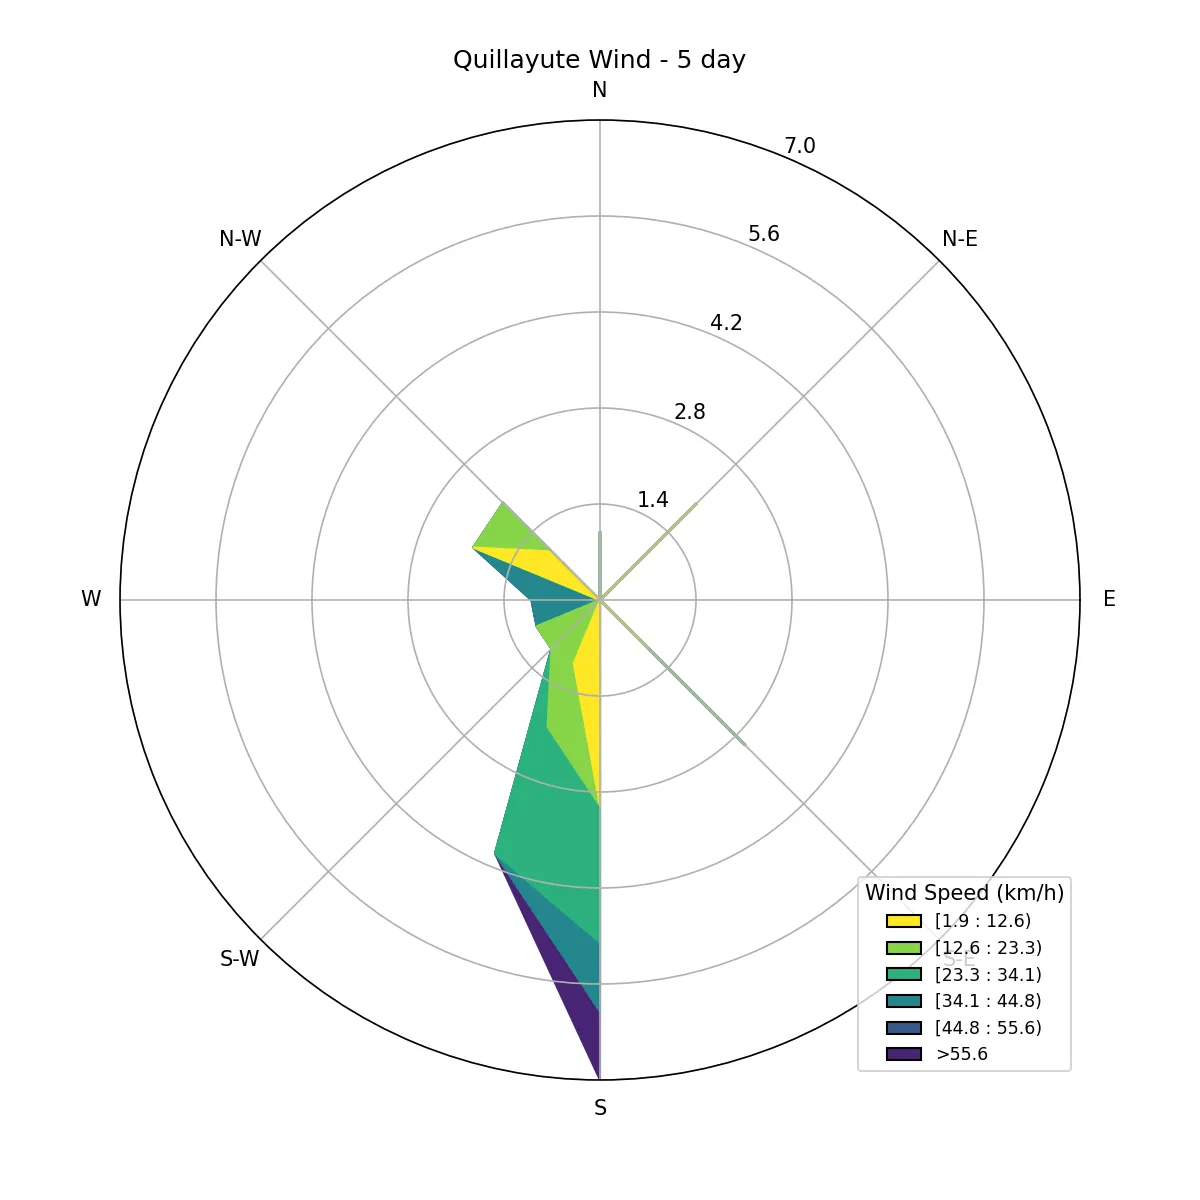 Quillayute Wind - 5 day
N
7.0
N-W
5.6
N-E
4.2
2.8
1.4
W
E
S-W
S-E
S
Wind Speed (km/h)
[1.9 : 12.6)
[12.6 : 23.3)
[23.3 : 34.1)
[34.1 : 44.8)
[44.8 : 55.6)
>55.6